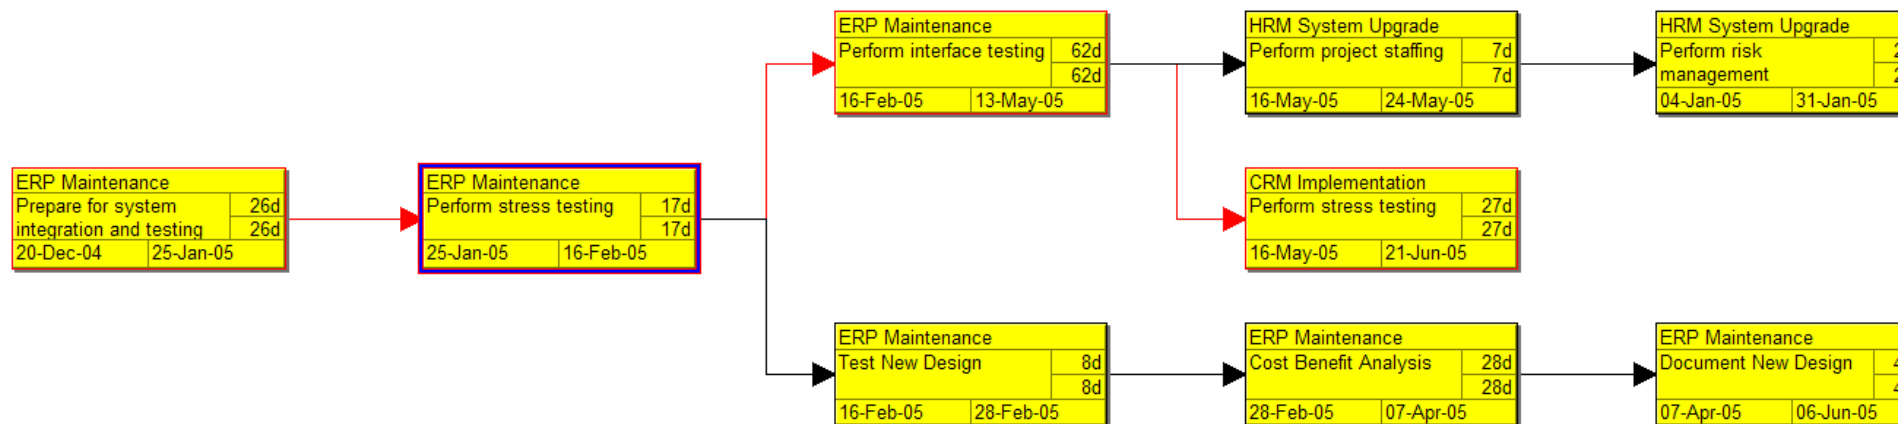 ERP Maintenance
Perform interface testing 62d
62d
16-Feb-05 13-May-05
HRM System Upgrade
Perform project staffing 7d
7d
16-May-05 24-May-05
HRM System Upgrade
Perform risk
management
04-Jan-05 31-Jan-05
ERP Maintenance
Prepare for system 26d
integration and testing 26d
20-Dec-04 25-Jan-05
ERP Maintenance
Perform stress testing 17d
17d
25-Jan-05 16-Feb-05
CRM Implementation
Perform stress testing 27d
27d
16-May-05 21-Jun-05
ERP Maintenance
Test New Design 8d
8d
16-Feb-05 28-Feb-05
ERP Maintenance
Cost Benefit Analysis 28d
28d
28-Feb-05 07-Apr-05
ERP Maintenance
Document New Design
07-Apr-05 06-Jun-05